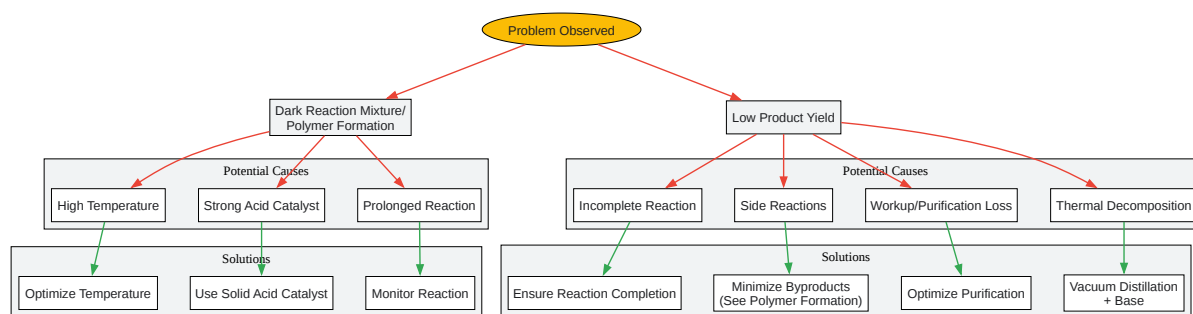 Problem Observed
Dark Reaction Mixture/
Polymer Formation
Low Product Yield
Potential Causes
High Temperature
Strong Acid Catalyst
Prolonged Reaction
Potential Causes
Incomplete Reaction
Side Reactions
Workup/Purification Loss
Thermal Decomposition
Solutions
Optimize Temperature
Use Solid Acid Catalyst
Monitor Reaction
Solutions
Ensure Reaction Completion
Minimize Byproducts
(See Polymer Formation)
Optimize Purification
Vacuum Distillation
+ Base